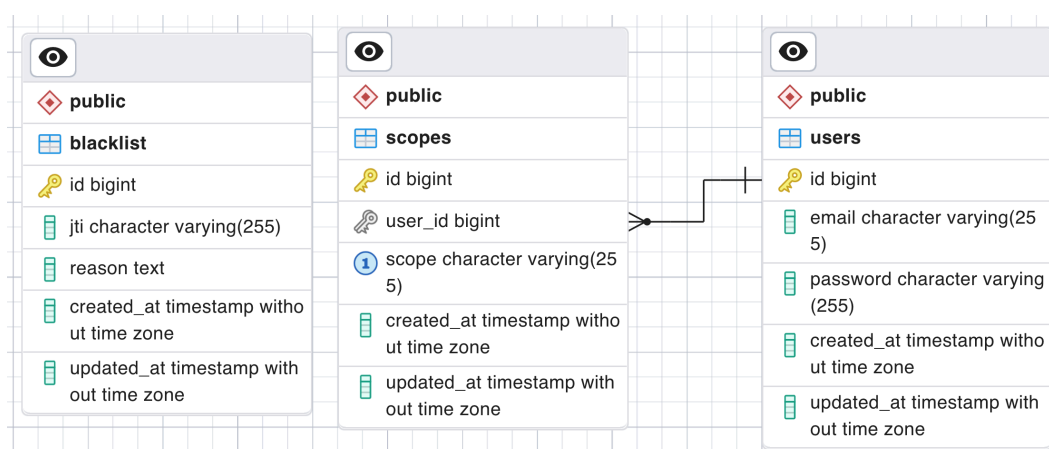 public
blacklist
id bigint
jti character varying(255)
reason text
created_at timestamp witho
ut time zone
updated_at timestamp with
out time zone
public
scopes
id bigint
user_id bigint
1
scope character varying(25
5)
created_at timestamp witho
ut time zone
updated_at timestamp with
out time zone
public
users
id bigint
email character varying(25
5)
password character varying
(255)
created_at timestamp witho
ut time zone
updated_at timestamp with
out time zone